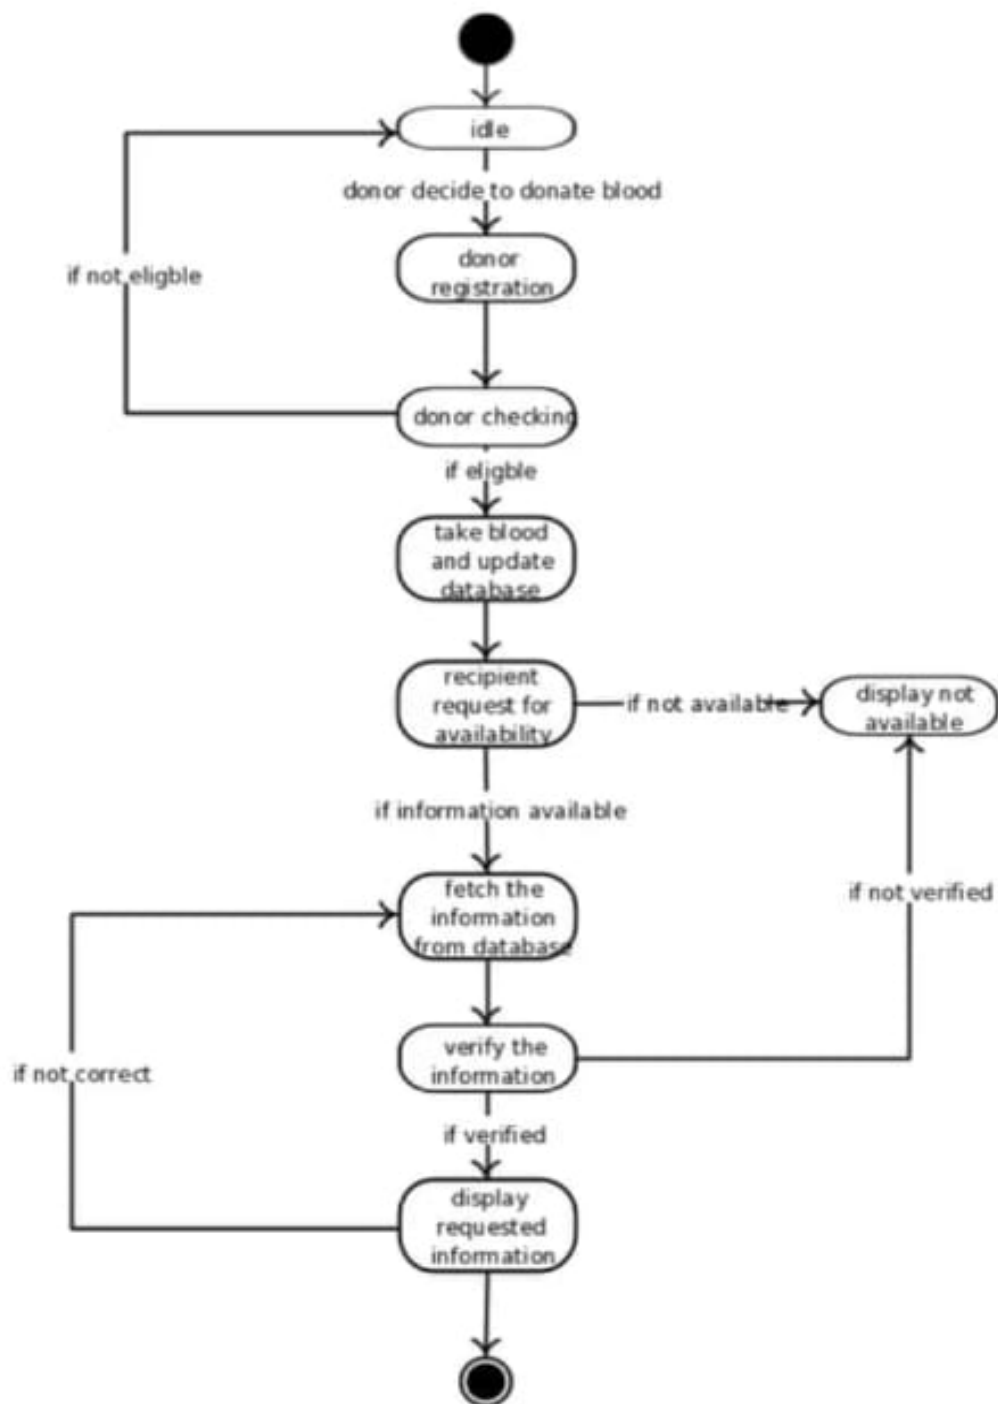 idle
donor decide to donate blood
if not eligble
donor
registration
donor checking
if eligble
take blood
and update
database
recipient
request for
availability
if not available
display not
available
if information available
if not verified
fetch the
information
from database
verify the
information
if not correct
if verified
display
requested
information